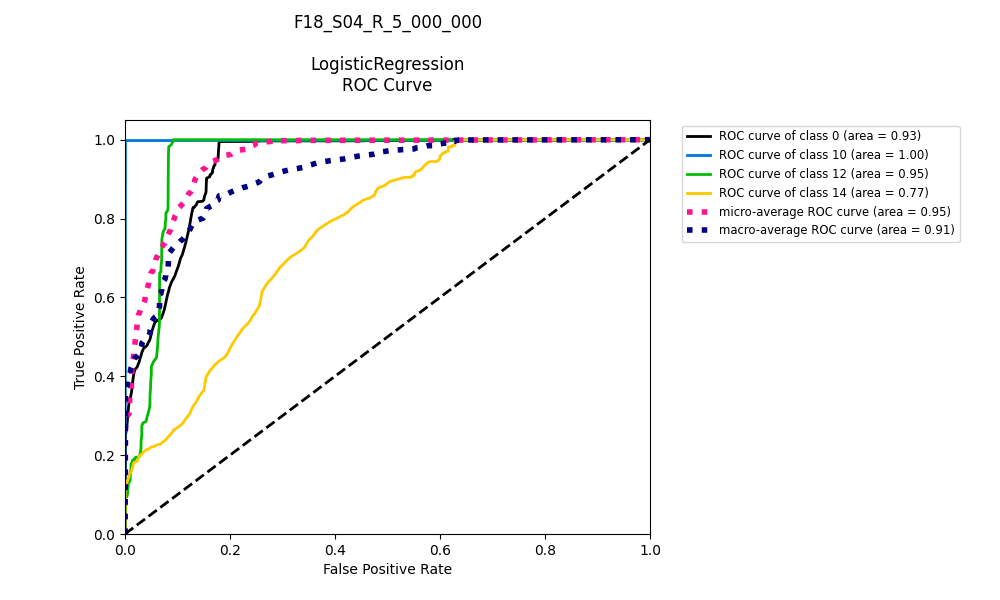 F18_S04_R_5_000_000
LogisticRegression
ROC Curve
1.0
0.8
0.6
0.4
0.2
0.0
True Positive Rate
0.0 0.2 0.4 0.6 0.8 1.0
False Positive Rate
ROC curve of class 0 (area = 0.93)
ROC curve of class 10 (area = 1.00)
ROC curve of class 12 (area = 0.95)
ROC curve of class 14 (area = 0.77)
micro-average ROC curve (area = 0.95)
macro-average ROC curve (area = 0.91)